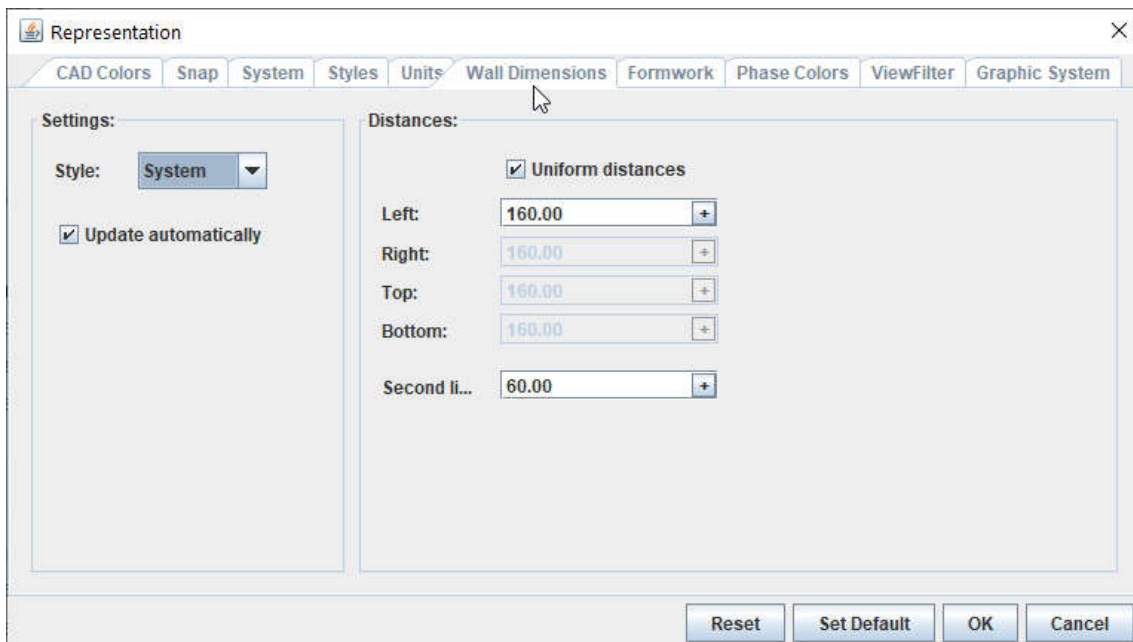 Representation
CAD Colors Snap System Styles Units Wall Dimensions Formwork Phase Colors ViewFilter Graphic System
Settings:
Style: System
Update automatically
Distances:
Uniform distances
Left: 160.00 +
Right: 160.00 +
Top: 160.00 +
Bottom: 160.00 +
Second li... 60.00 +
Reset Set Default OK Cancel